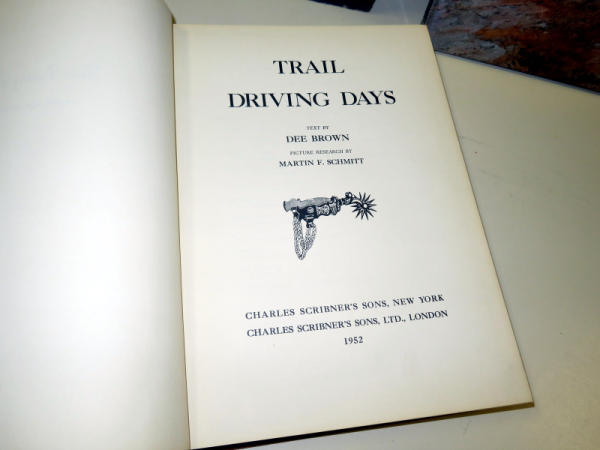 TRAIL
DRIVING DAYS
TEXT BY
DEE BROWN
PICTURE RESEARCH BY
MARTIN F. SCHMITT
CHARLES SCRIBNER'S SONS, NEW YORK
CHARLES SCRIBNER'S SONS, LTD., LONDON
1952